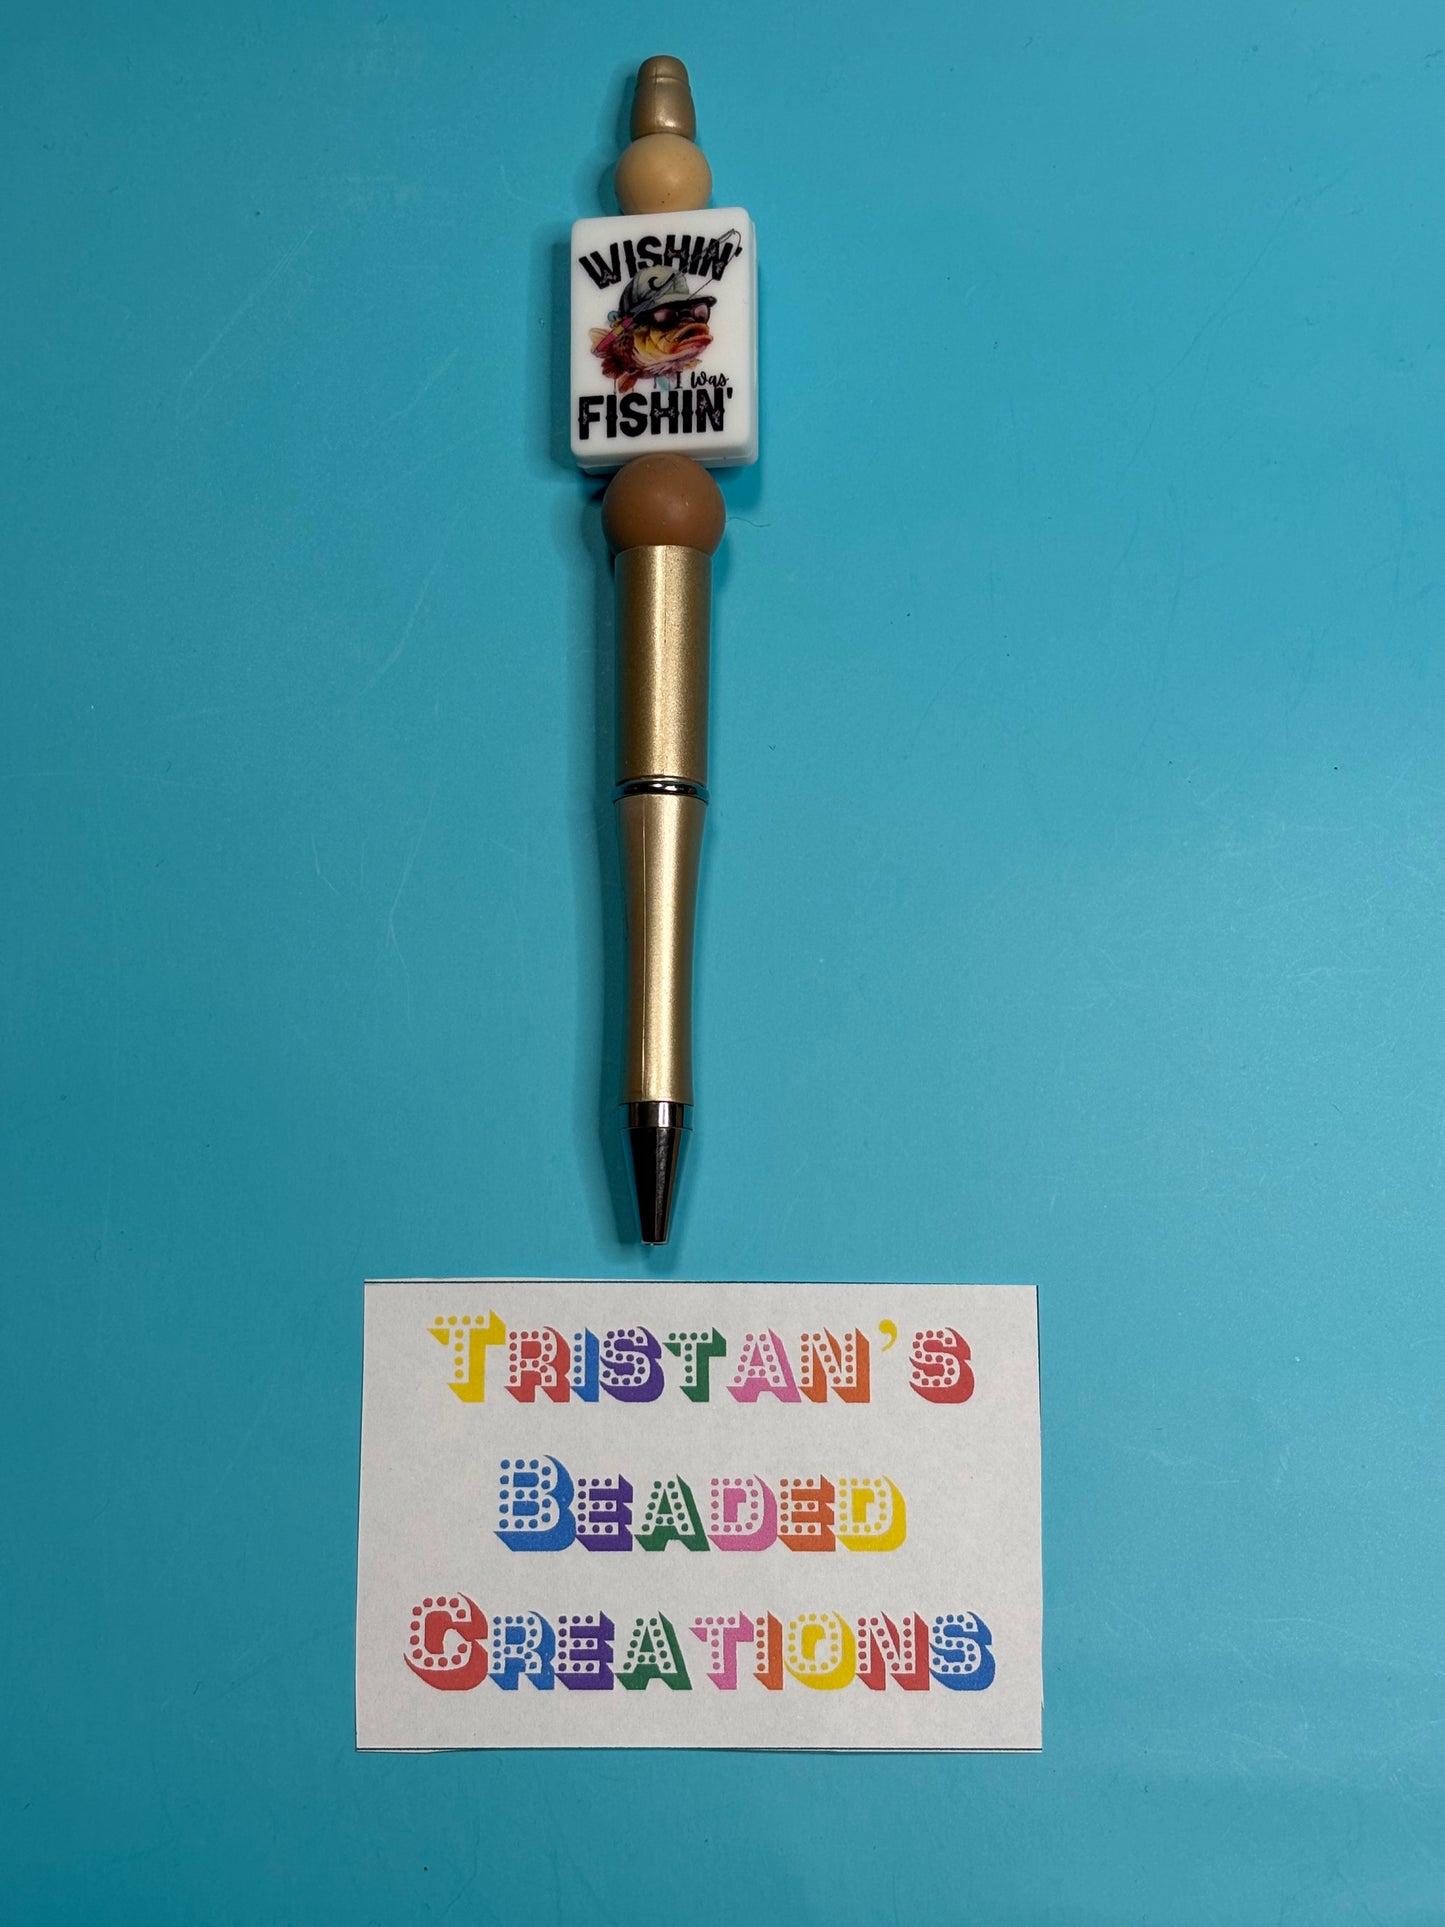 WISHIN'
I was
FISHIN'
TRISTAN'S
BEADED
CREATIONS